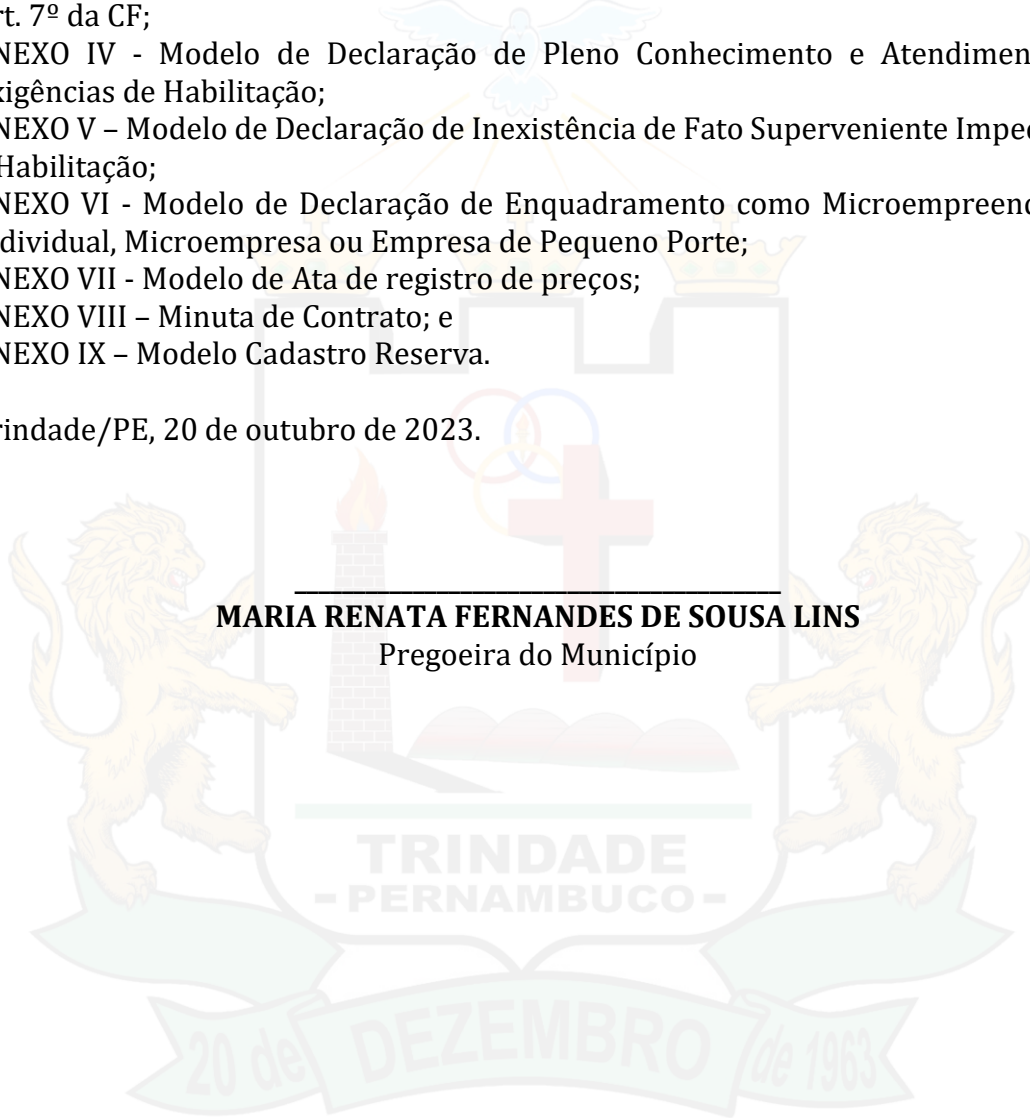 rt. 7º da CF;
NEXO IV - Modelo de Declaração de Pleno Conhecimento e Atendimen
xigências de Habilitação;
NEXO V – Modelo de Declaração de Inexistência de Fato Superveniente Impe
Habilitação;
NEXO VI - Modelo de Declaração de Enquadramento como Microempreen
dividual, Microempresa ou Empresa de Pequeno Porte;
NEXO VII - Modelo de Ata de registro de preços;
NEXO VIII – Minuta de Contrato; e
NEXO IX – Modelo Cadastro Reserva.
rindade/PE, 20 de outubro de 2023.
MARIA RENATA FERNANDES DE SOUSA LINS
Pregoeira do Município
TRINDADE
- PERNAMBUCO -
20 de DEZEMBRO de 1963